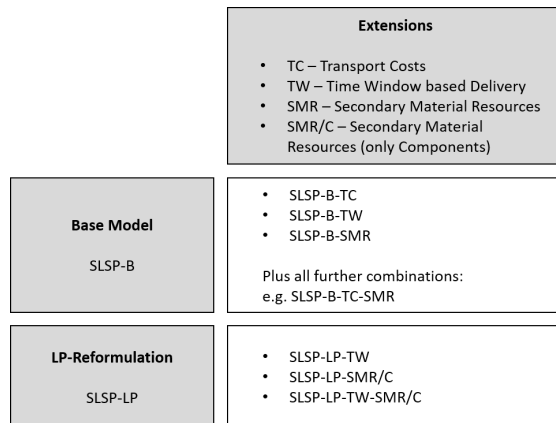 Extensions
• TC – Transport Costs
• TW – Time Window based Delivery
• SMR – Secondary Material Resources
• SMR/C – Secondary Material
Resources (only Components)
Base Model
SLSP-B
• SLSP-B-TC
• SLSP-B-TW
• SLSP-B-SMR
Plus all further combinations:
e.g. SLSP-B-TC-SMR
LP-Reformulation
SLSP-LP
• SLSP-LP-TW
• SLSP-LP-SMR/C
• SLSP-LP-TW-SMR/C